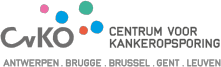 CvKO
CENTRUM VOOR
KANKEROPSPORING
ANTWERPEN . BRUGGE . BRUSSEL . GENT . LEUVEN